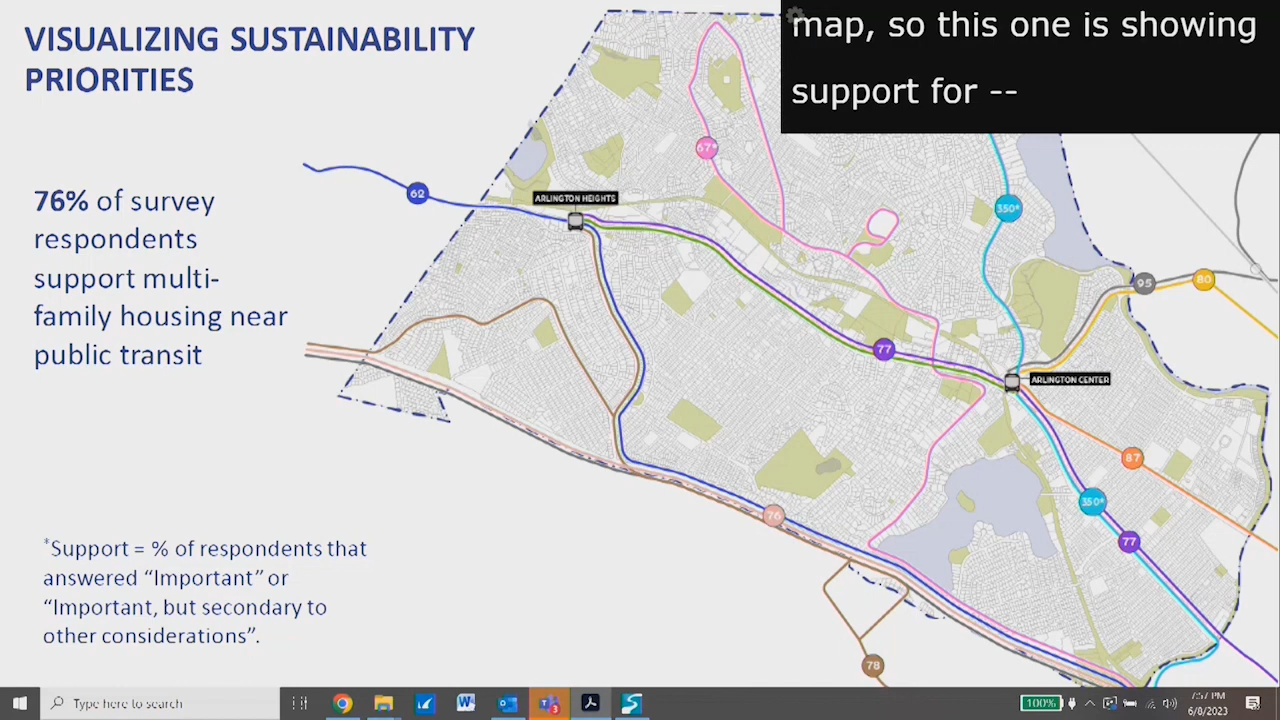 VISUALIZING SUSTAINABILITY
PRIORITIES
map, so this one is showing
support for --
76% of survey
respondents
support multi-
family housing near
public transit
*Support = % of respondents that
answered “Important” or
“Important, but secondary to
other considerations”.
62
ARLINGTON HEIGHTS
67*
350*
95
80
77
ARLINGTON CENTER
87
350*
76
77
78
Type here to search
100%
7:57 PM
6/8/2023